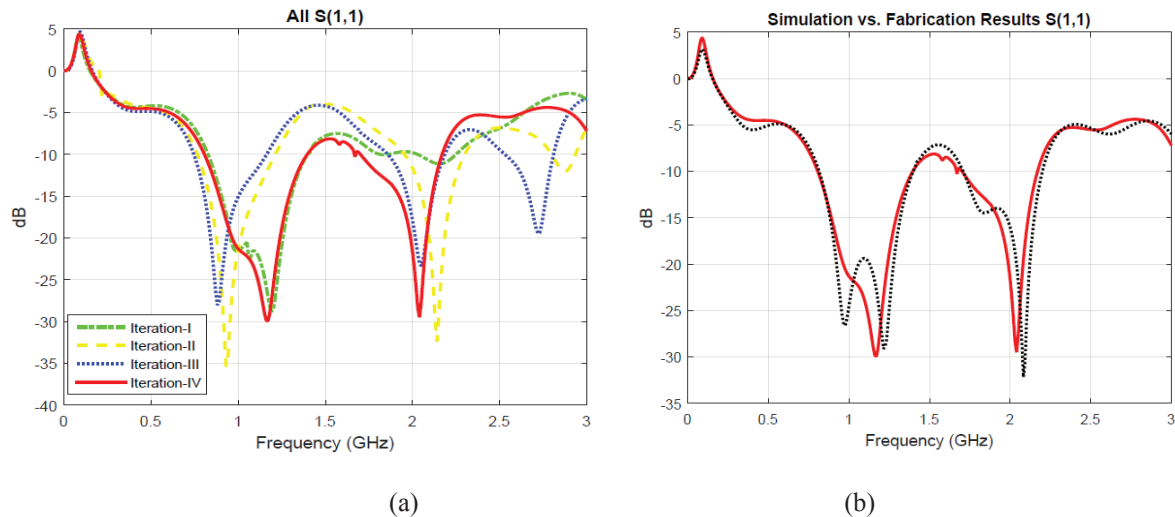 All S(1,1)
5
0
-5
-10
-15
-20
-25
-30
-35
-40
dB
Iteration-I
Iteration-II
Iteration-III
Iteration-IV
0 0.5 1 1.5 2 2.5 3
Frequency (GHz)
(a)
Simulation vs. Fabrication Results S(1,1)
5
0
-5
-10
-15
-20
-25
-30
-35
dB
0 0.5 1 1.5 2 2.5 3
Frequency (GHz)
(b)